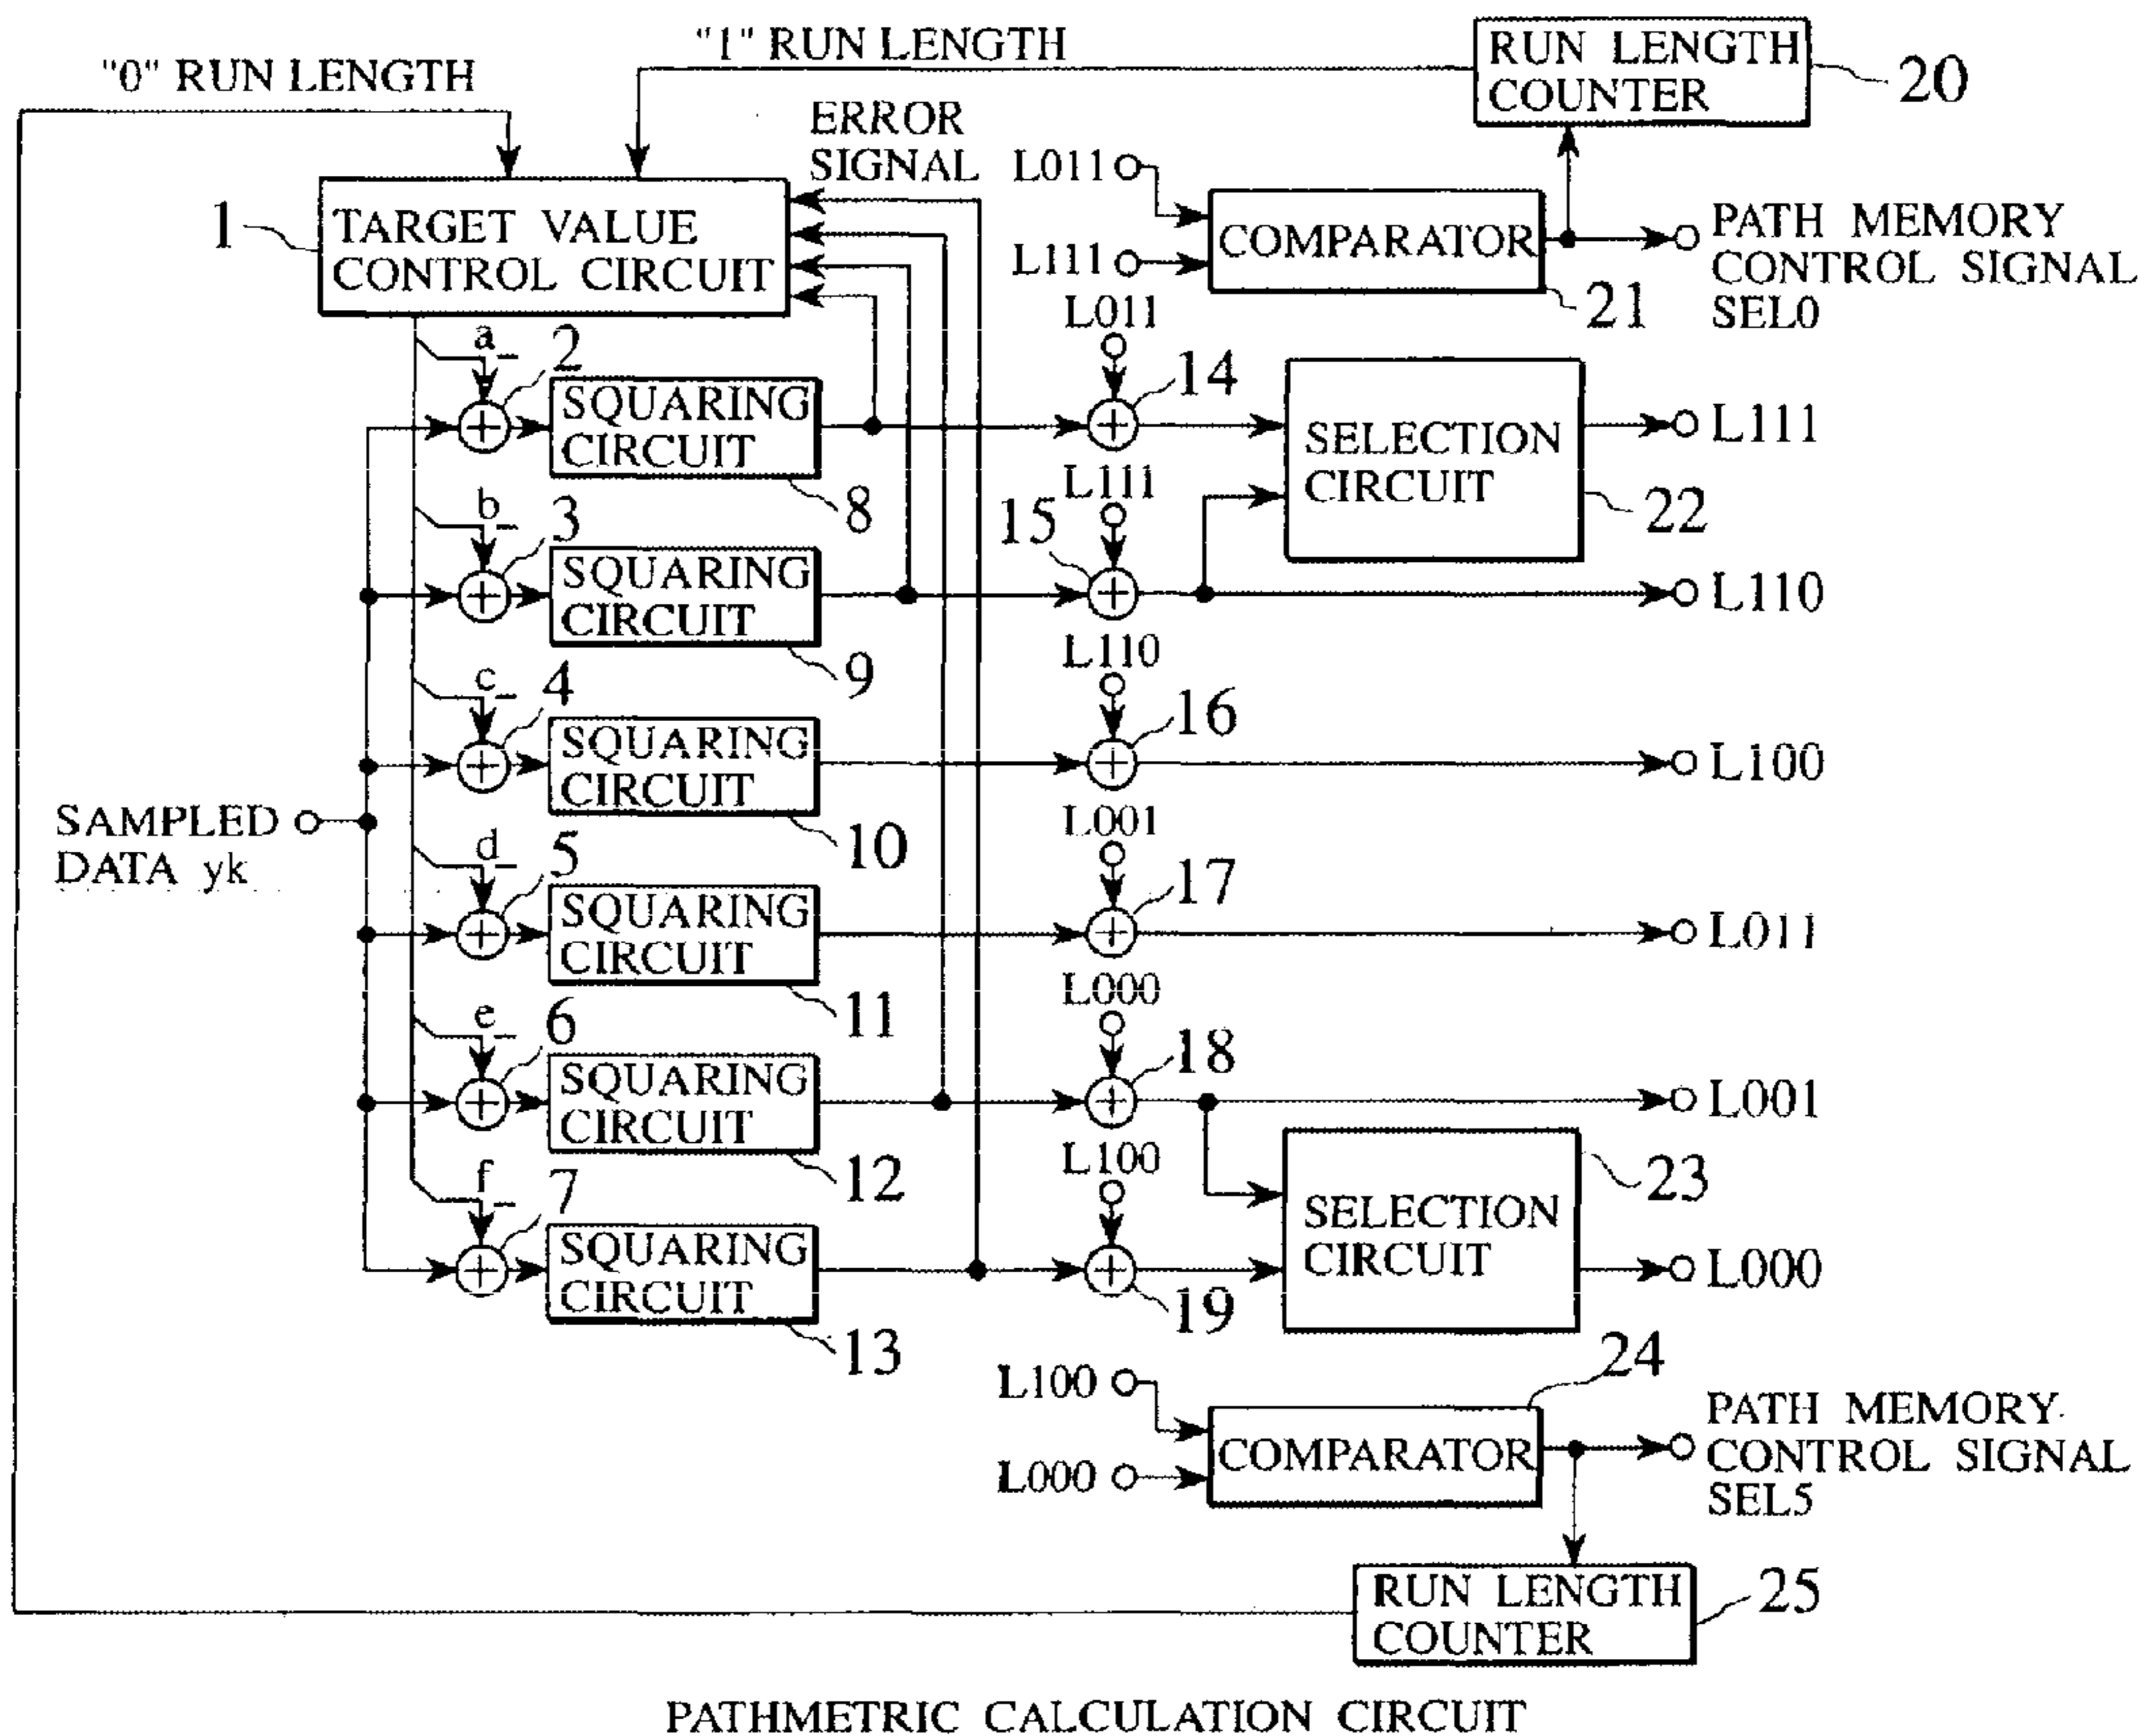 "1" RUN LENGTH
RUN LENGTH
COUNTER
20
"0" RUN LENGTH
ERROR
SIGNAL
L011
L111
COMPARATOR
21
PATH MEMORY
CONTROL SIGNAL
SEL0
1
TARGET VALUE
CONTROL CIRCUIT
a
2
SQUARING
CIRCUIT
8
L011
14
SELECTION
CIRCUIT
22
L111
b
3
SQUARING
CIRCUIT
9
L111
15
L110
c
4
SQUARING
CIRCUIT
10
L110
16
L100
SAMPLED
DATA yk
d
5
SQUARING
CIRCUIT
11
L001
17
L011
e
6
SQUARING
CIRCUIT
12
L000
18
L001
f
7
SQUARING
CIRCUIT
13
L100
19
SELECTION
CIRCUIT
23
L000
L100
L000
COMPARATOR
24
PATH MEMORY
CONTROL SIGNAL
SEL5
RUN LENGTH
COUNTER
25
PATHMETRIC CALCULATION CIRCUIT